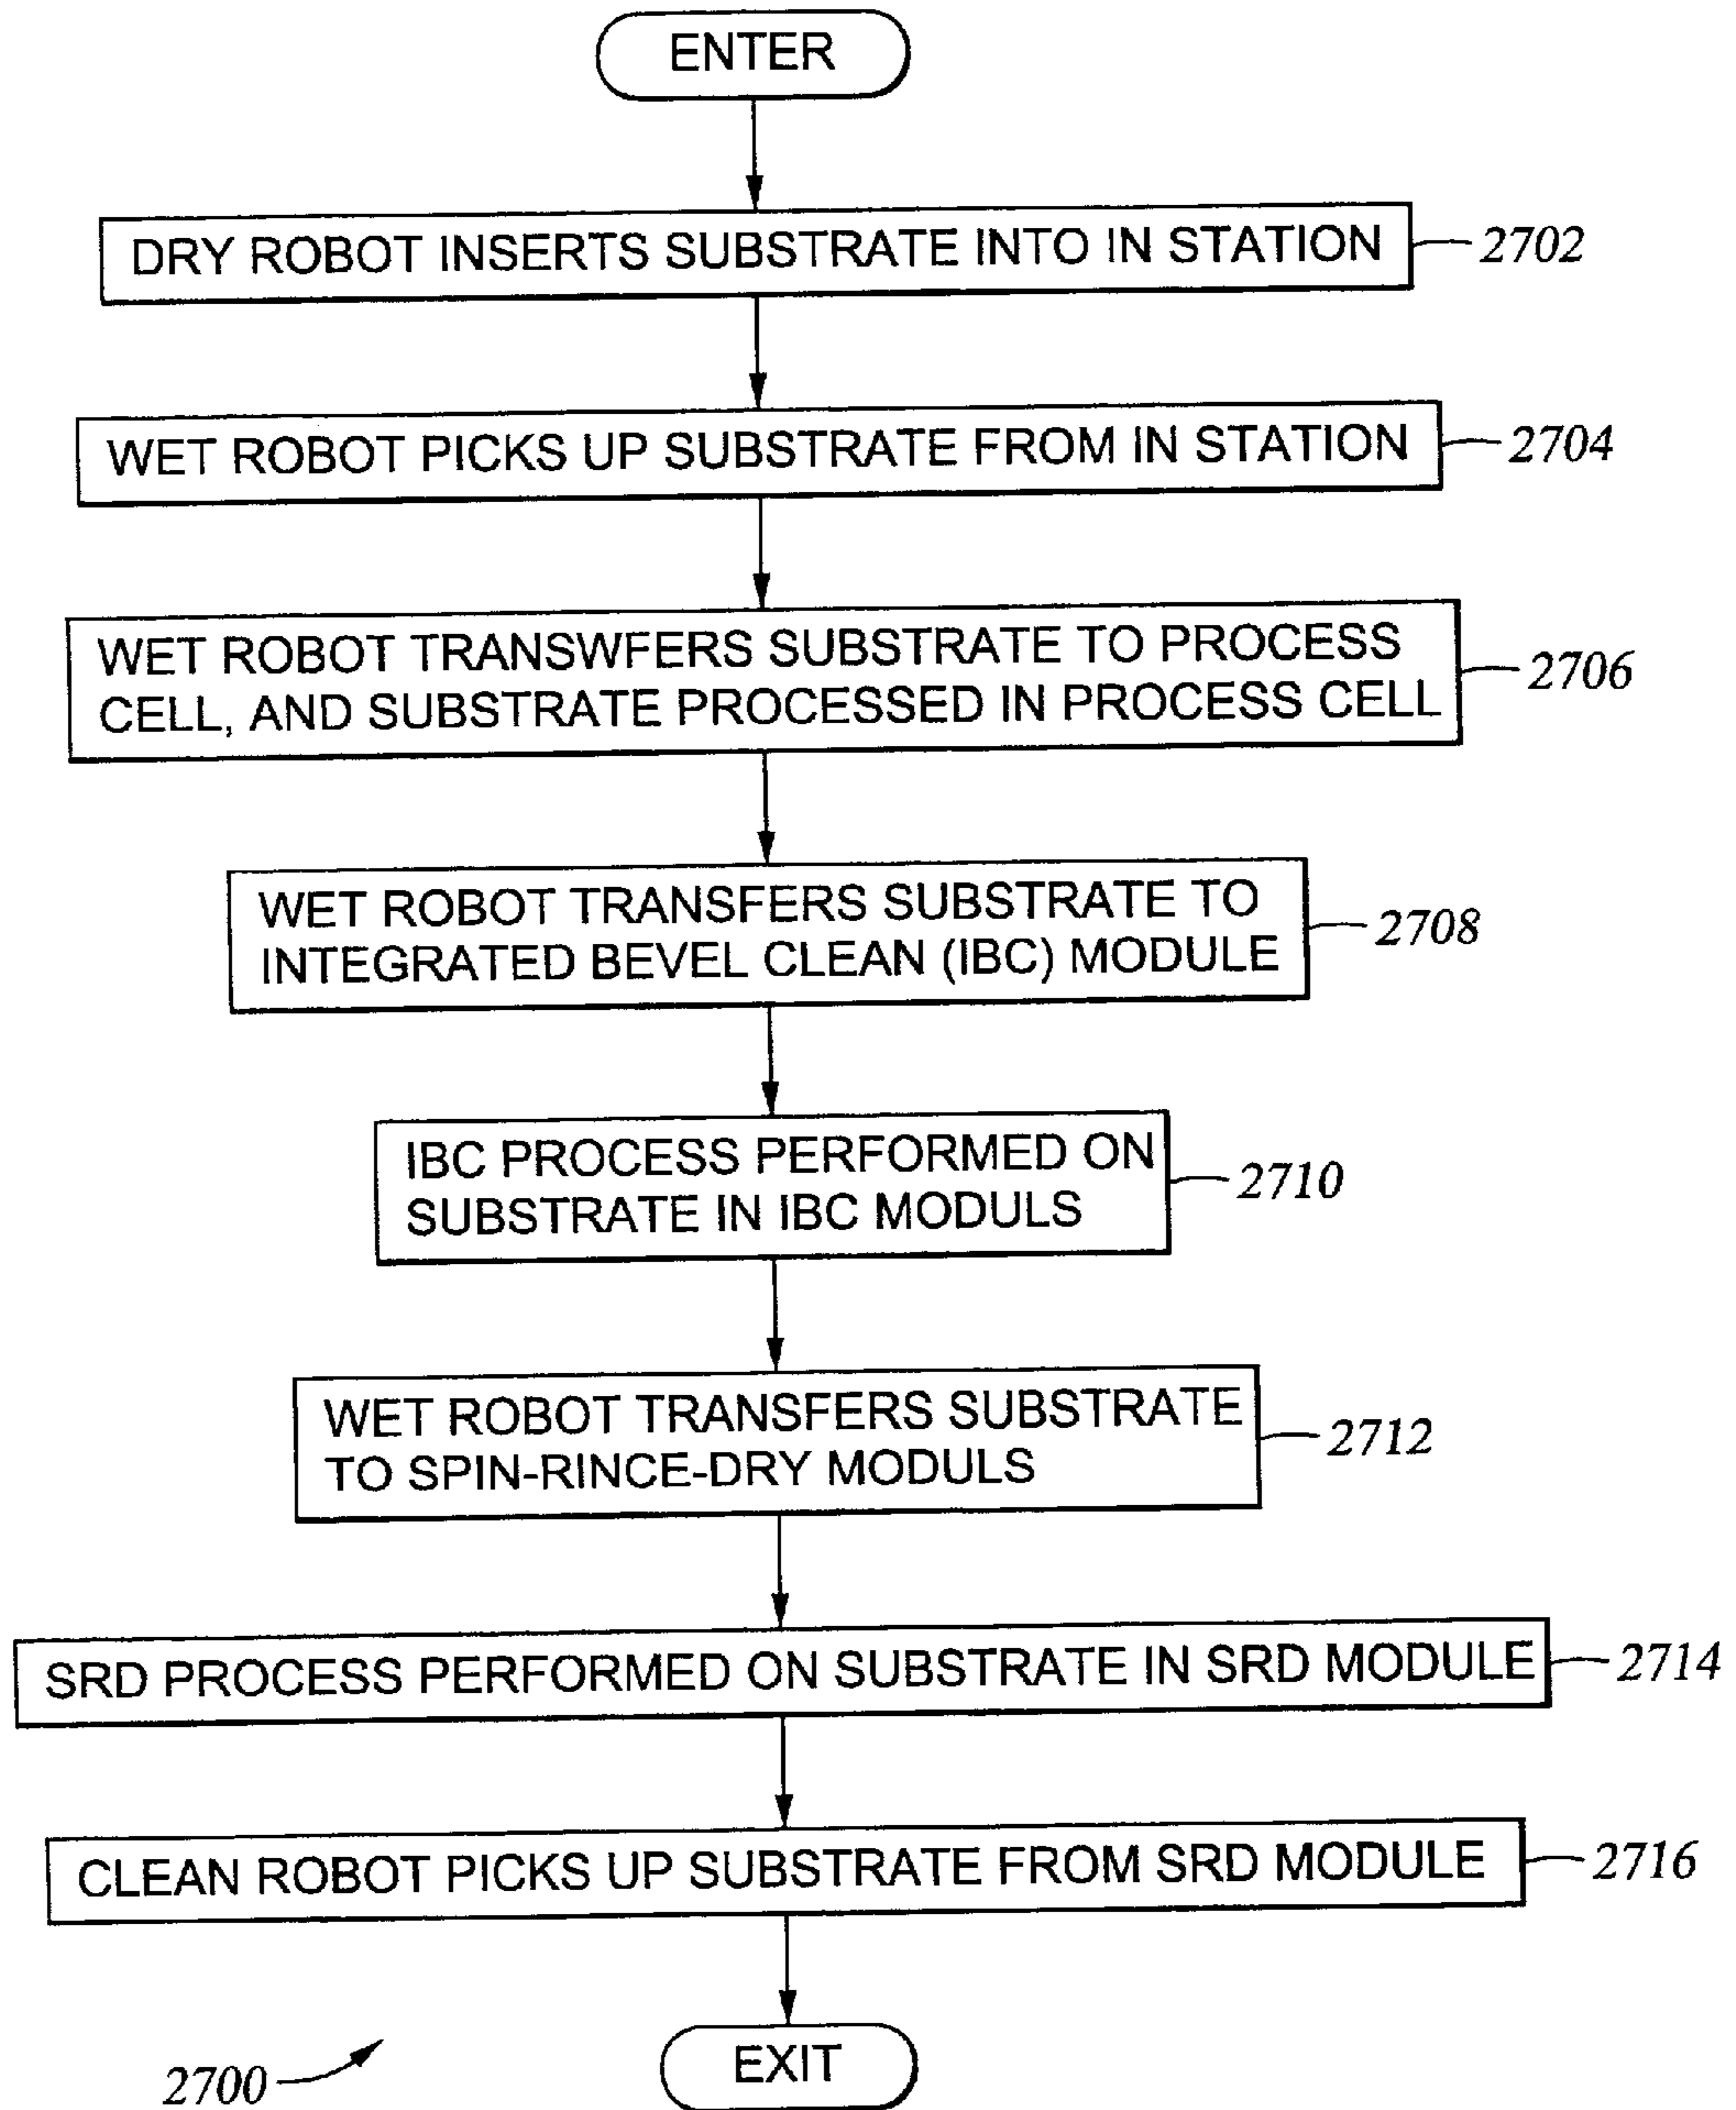 ENTER
DRY ROBOT INSERTS SUBSTRATE INTO IN STATION
2702
WET ROBOT PICKS UP SUBSTRATE FROM IN STATION
2704
WET ROBOT TRANSWFERS SUBSTRATE TO PROCESS
CELL, AND SUBSTRATE PROCESSED IN PROCESS CELL
2706
WET ROBOT TRANSFERS SUBSTRATE TO
INTEGRATED BEVEL CLEAN (IBC) MODULE
2708
IBC PROCESS PERFORMED ON
SUBSTRATE IN IBC MODULS
2710
WET ROBOT TRANSFERS SUBSTRATE
TO SPIN-RINCE-DRY MODULS
2712
SRD PROCESS PERFORMED ON SUBSTRATE IN SRD MODULE
2714
CLEAN ROBOT PICKS UP SUBSTRATE FROM SRD MODULE
2716
EXIT
2700